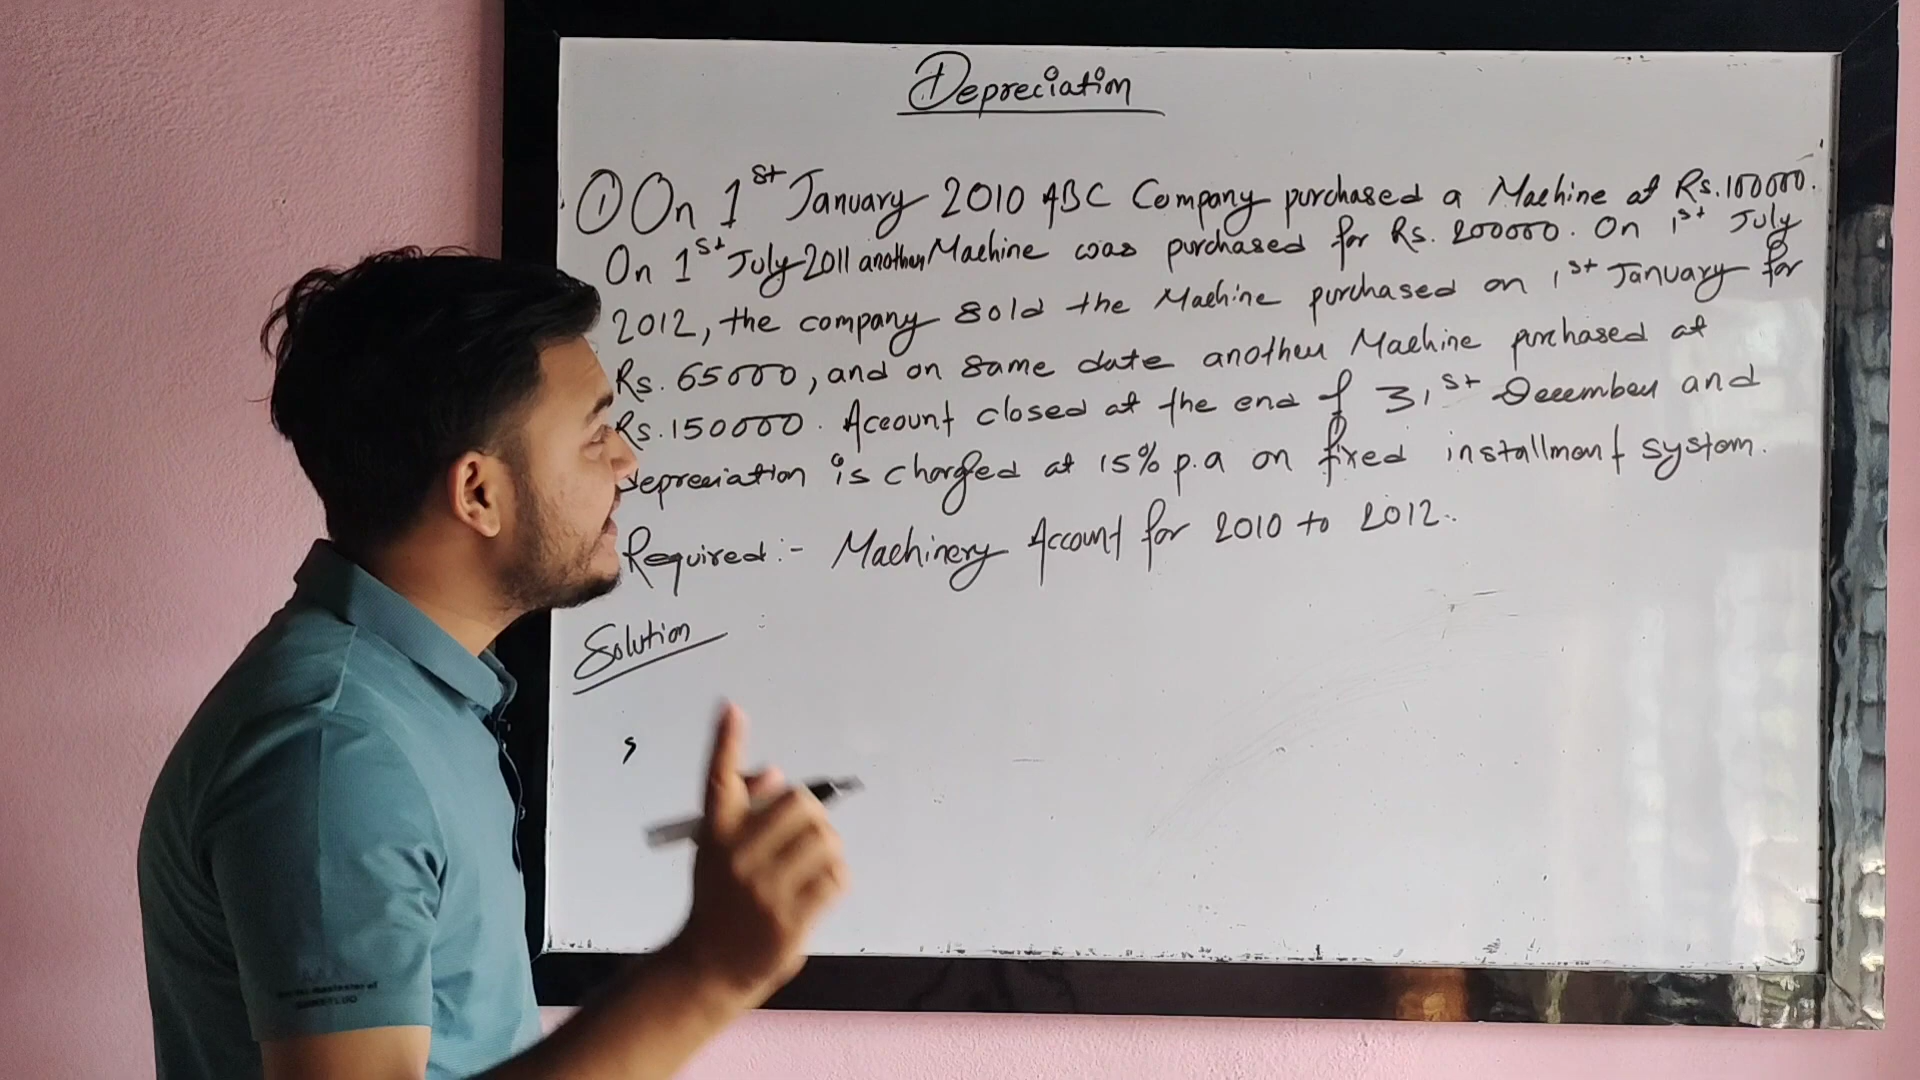 Depreciation
① On 1st January 2010 ABC Company purchased a Machine at Rs.100000.
On 1st July 2011 another Machine was purchased for Rs. 200000. On 1st July
2012, the company sold the Machine purchased on 1st January for
Rs. 65000, and on same date another Machine purchased at
Rs.150000. Account closed at the end of 31st December and
depreciation is charged at 15% p.a on fixed installment system.
Required:- Machinery Account for 2010 to 2012.
Solution